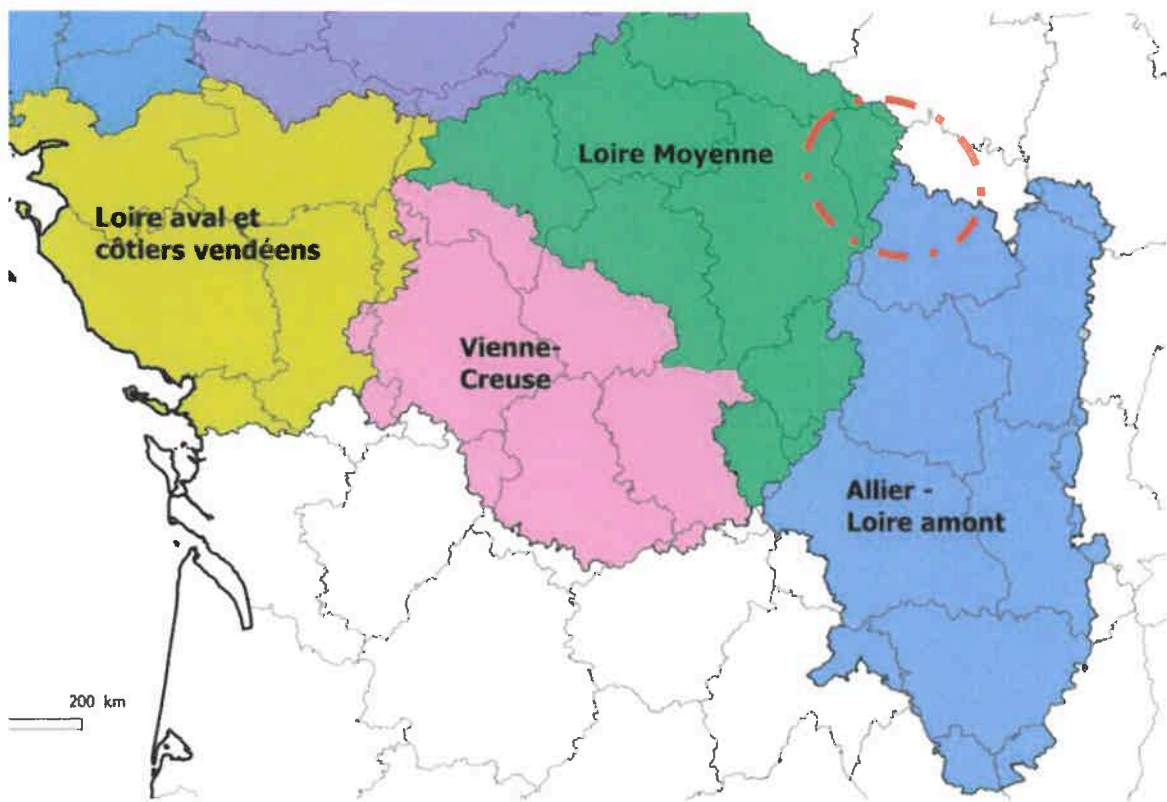 Loire Moyenne
Loire aval et
côtiers vendéens
Vienne-
Creuse
Allier -
Loire amont
200 km